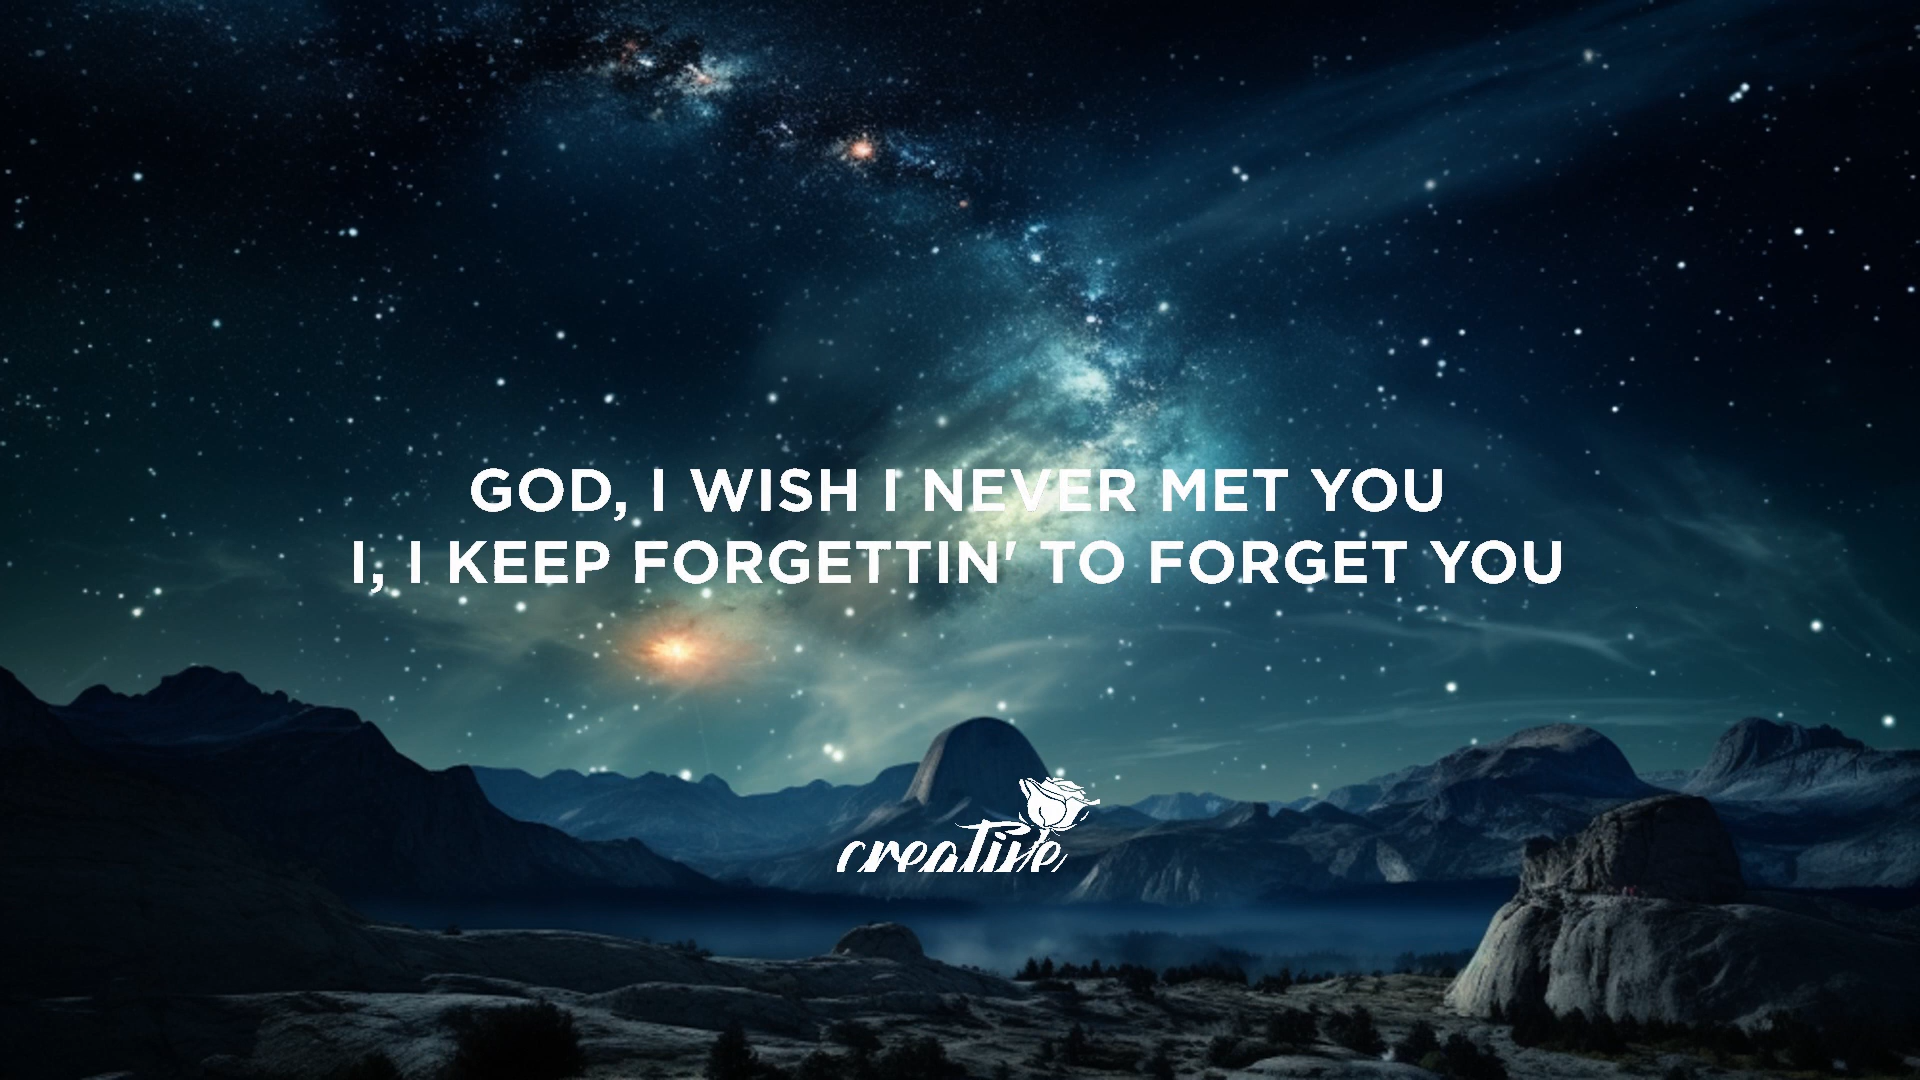 GOD, I WISH I NEVER MET YOU
I, I KEEP FORGETTIN' TO FORGET YOU
creative